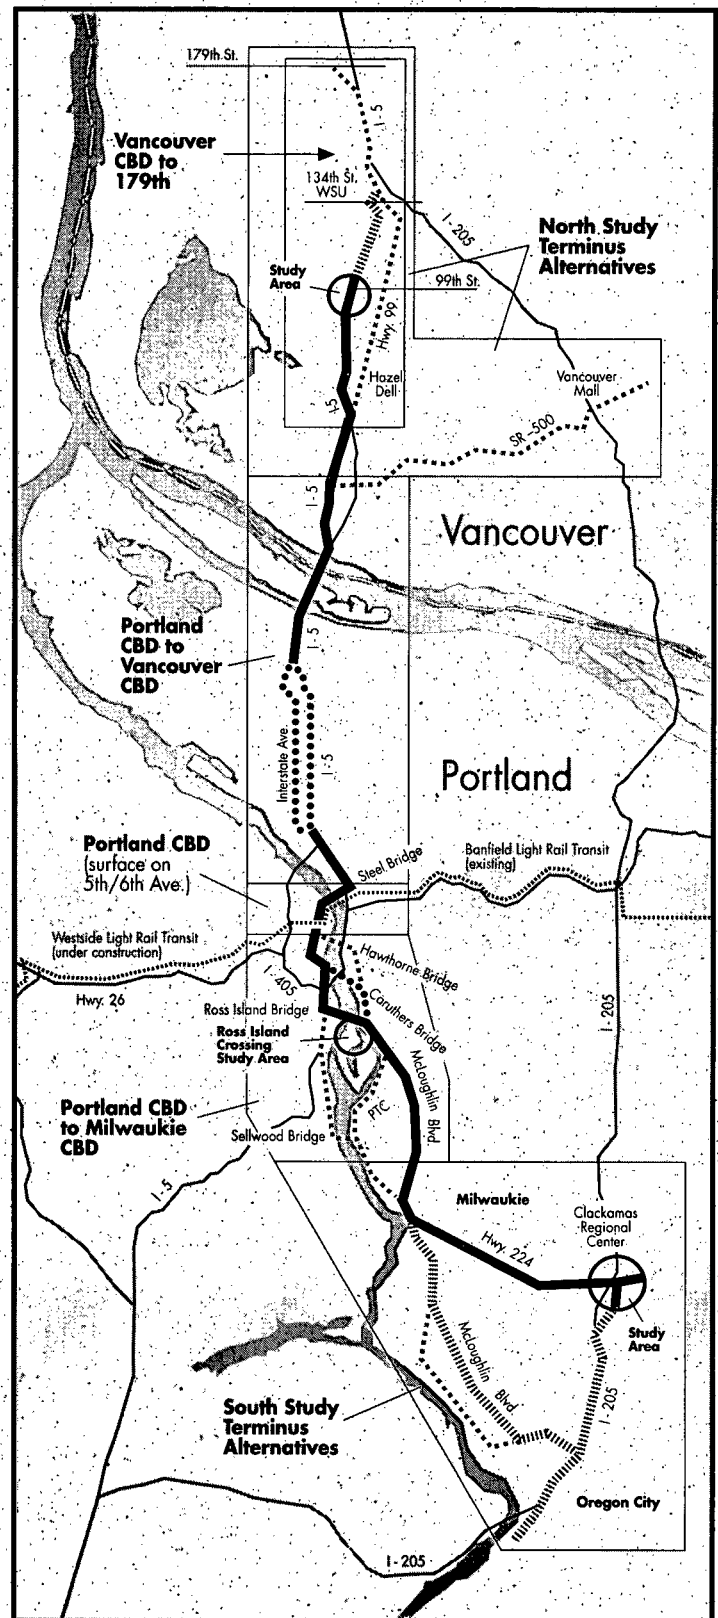 179th St.
I-5
Vancouver
CBD to
179th
134th St.
WSU
I-205
North Study
Terminus
Alternatives
Study
Area
99th St.
Hwy. 99
Hazel
Dell
I-5
Vancouver
Mall
SR-500
I-5
Vancouver
Portland
CBD to
Vancouver
CBD
I-5
Interstate Ave.
I-5
Portland
Portland CBD
(surface on
5th/6th Ave.)
Steel Bridge
Banfield Light Rail Transit
(existing)
Westside Light Rail Transit
(under construction)
Hwy. 26
I-405
Hawthorne Bridge
Ross Island Bridge
Caruthers Bridge
Ross Island
Crossing
Study Area
I-205
McLoughlin Blvd
Portland CBD
to Milwaukie
CBD
PTC
Sellwood Bridge
I-5
Milwaukie
Clackamas
Regional
Center
Hwy. 224
Study
Area
McLoughlin Blvd.
I-205
South Study
Terminus
Alternatives
Oregon City
I-205